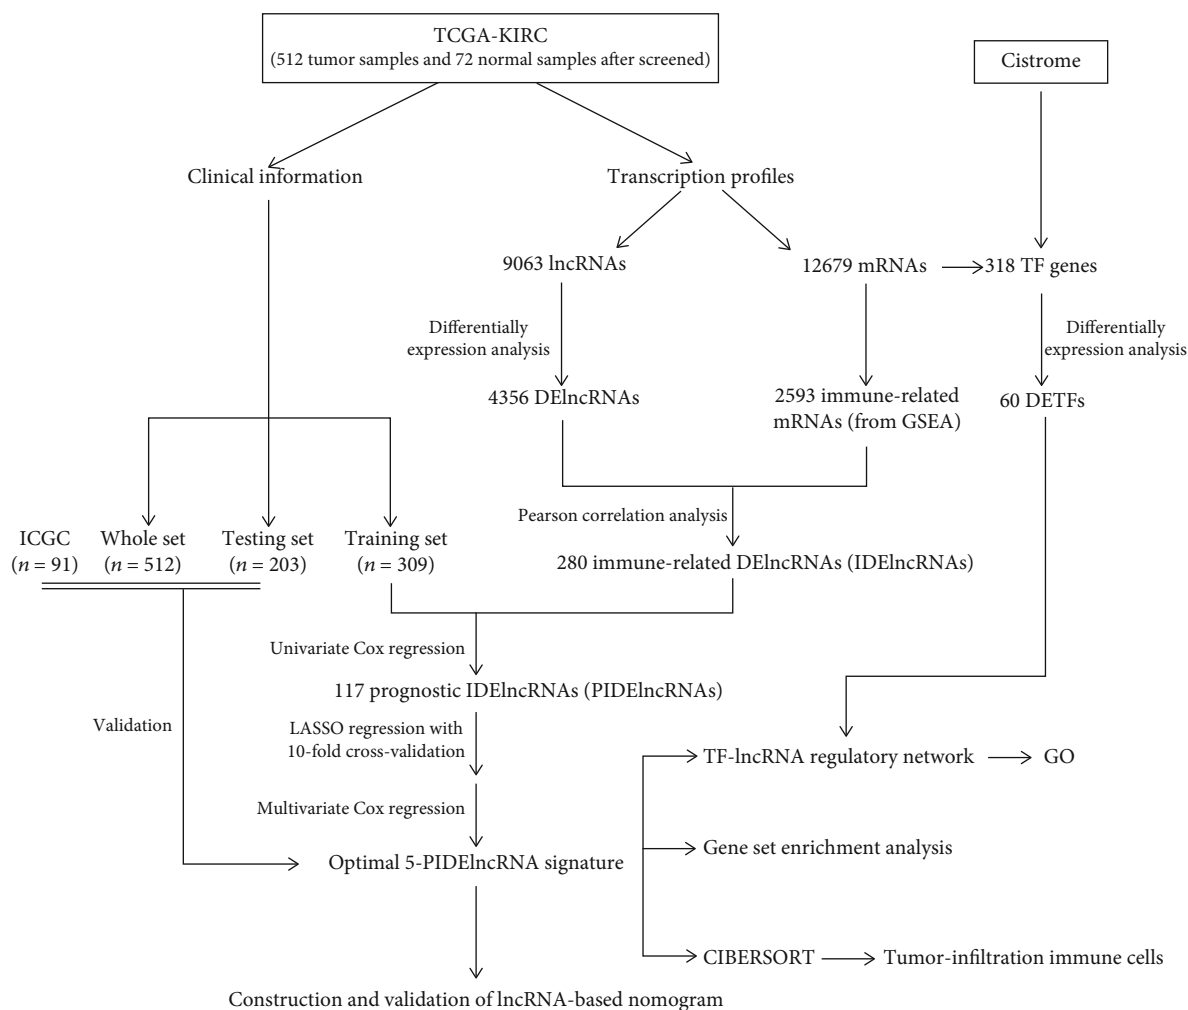 TCGA-KIRC
(512 tumor samples and 72 normal samples after screened)
Cistrome
Clinical information
Transcription profiles
9063 lncRNAs
12679 mRNAs
318 TF genes
Differentially
expression analysis
Differentially
expression analysis
4356 DElncRNAs
2593 immune-related
mRNAs (from GSEA)
60 DETFs
Pearson correlation analysis
ICGC
(n = 91)
Whole set
(n = 512)
Testing set
(n = 203)
Training set
(n = 309)
280 immune-related DElncRNAs (IDElncRNAs)
Univariate Cox regression
117 prognostic IDElncRNAs (PIDElncRNAs)
Validation
LASSO regression with
10-fold cross-validation
TF-lncRNA regulatory network
GO
Multivariate Cox regression
Gene set enrichment analysis
Optimal 5-PIDElncRNA signature
CIBERSORT
Tumor-infiltration immune cells
Construction and validation of lncRNA-based nomogram